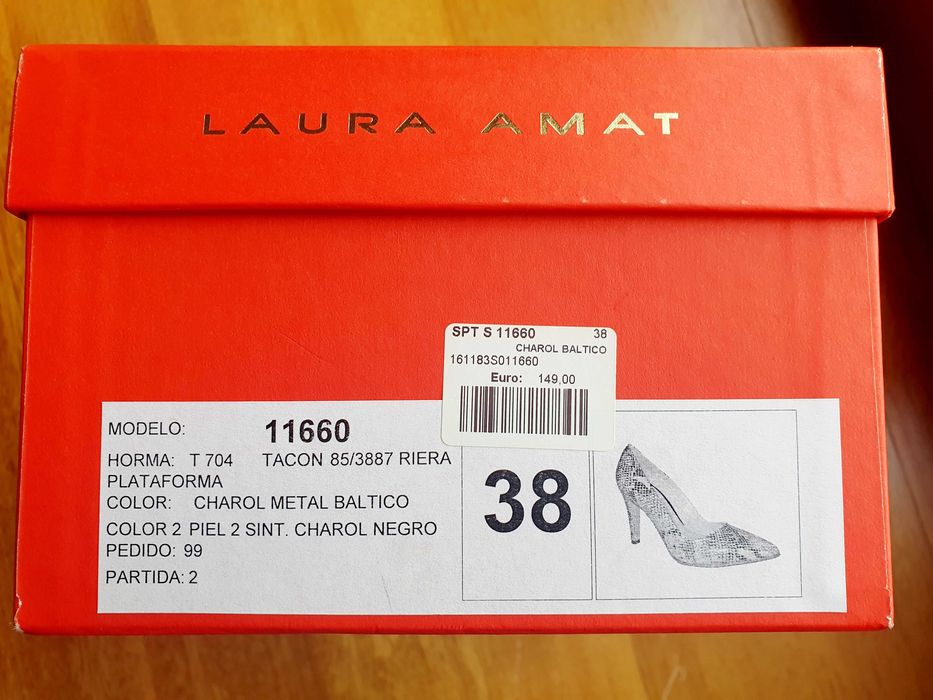 LAURA AMAT
SPT S 11660 38
CHAROL BALTICO
161183S011660
Euro: 149,00
MODELO: 11660
HORMA: T 704 TACON 85/3887 RIERA
PLATAFORMA
COLOR: CHAROL METAL BALTICO
COLOR 2 PIEL 2 SINT. CHAROL NEGRO
PEDIDO: 99
PARTIDA: 2
38